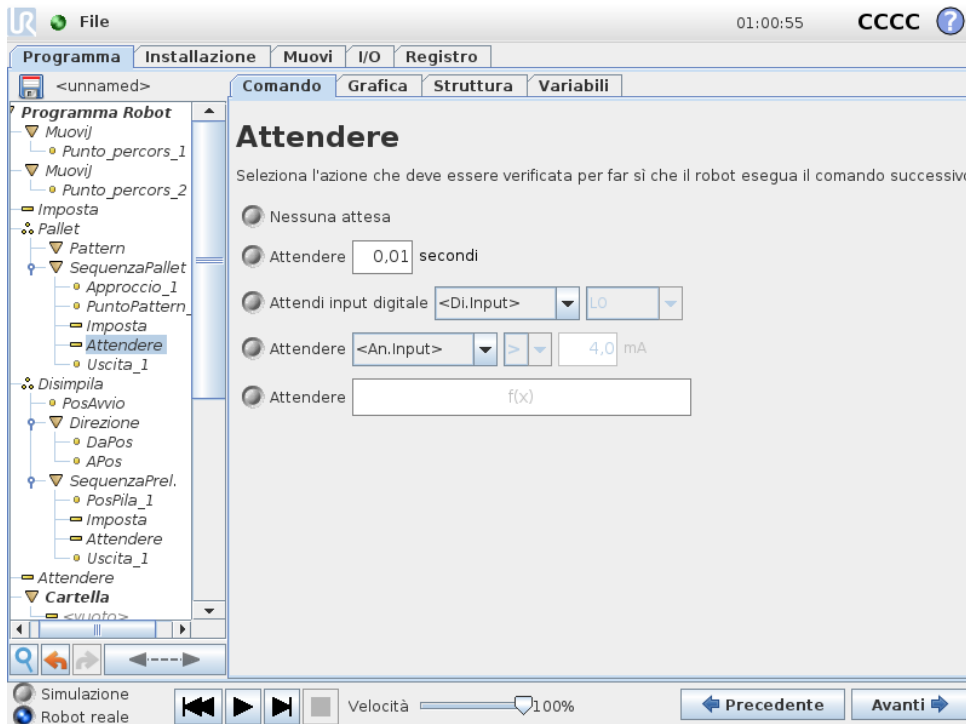 UR File 01:00:55 CCCC ?
Programma Installazione Muovi I/O Registro
<unnamed> Comando Grafica Struttura Variabili
Programma Robot
MuoviJ
Punto_percors_1
MuoviJ
Punto_percors_2
Imposta
Pallet
Pattern
SequenzaPallet
Approccio_1
PuntoPattern_
Imposta
Attendere
Uscita_1
Disimpila
PosAvvio
Direzione
DaPos
APos
SequenzaPrel.
PosPila_1
Imposta
Attendere
Uscita_1
Attendere
Cartella
<vuoto>
Attendere
Seleziona l'azione che deve essere verificata per far sì che il robot esegua il comando successivo
Nessuna attesa
Attendere 0,01 secondi
Attendi input digitale <Di.Input> LO
Attendere <An.Input> > 4,0 mA
Attendere f(x)
Simulazione
Robot reale
Velocità 100%
Precedente Avanti